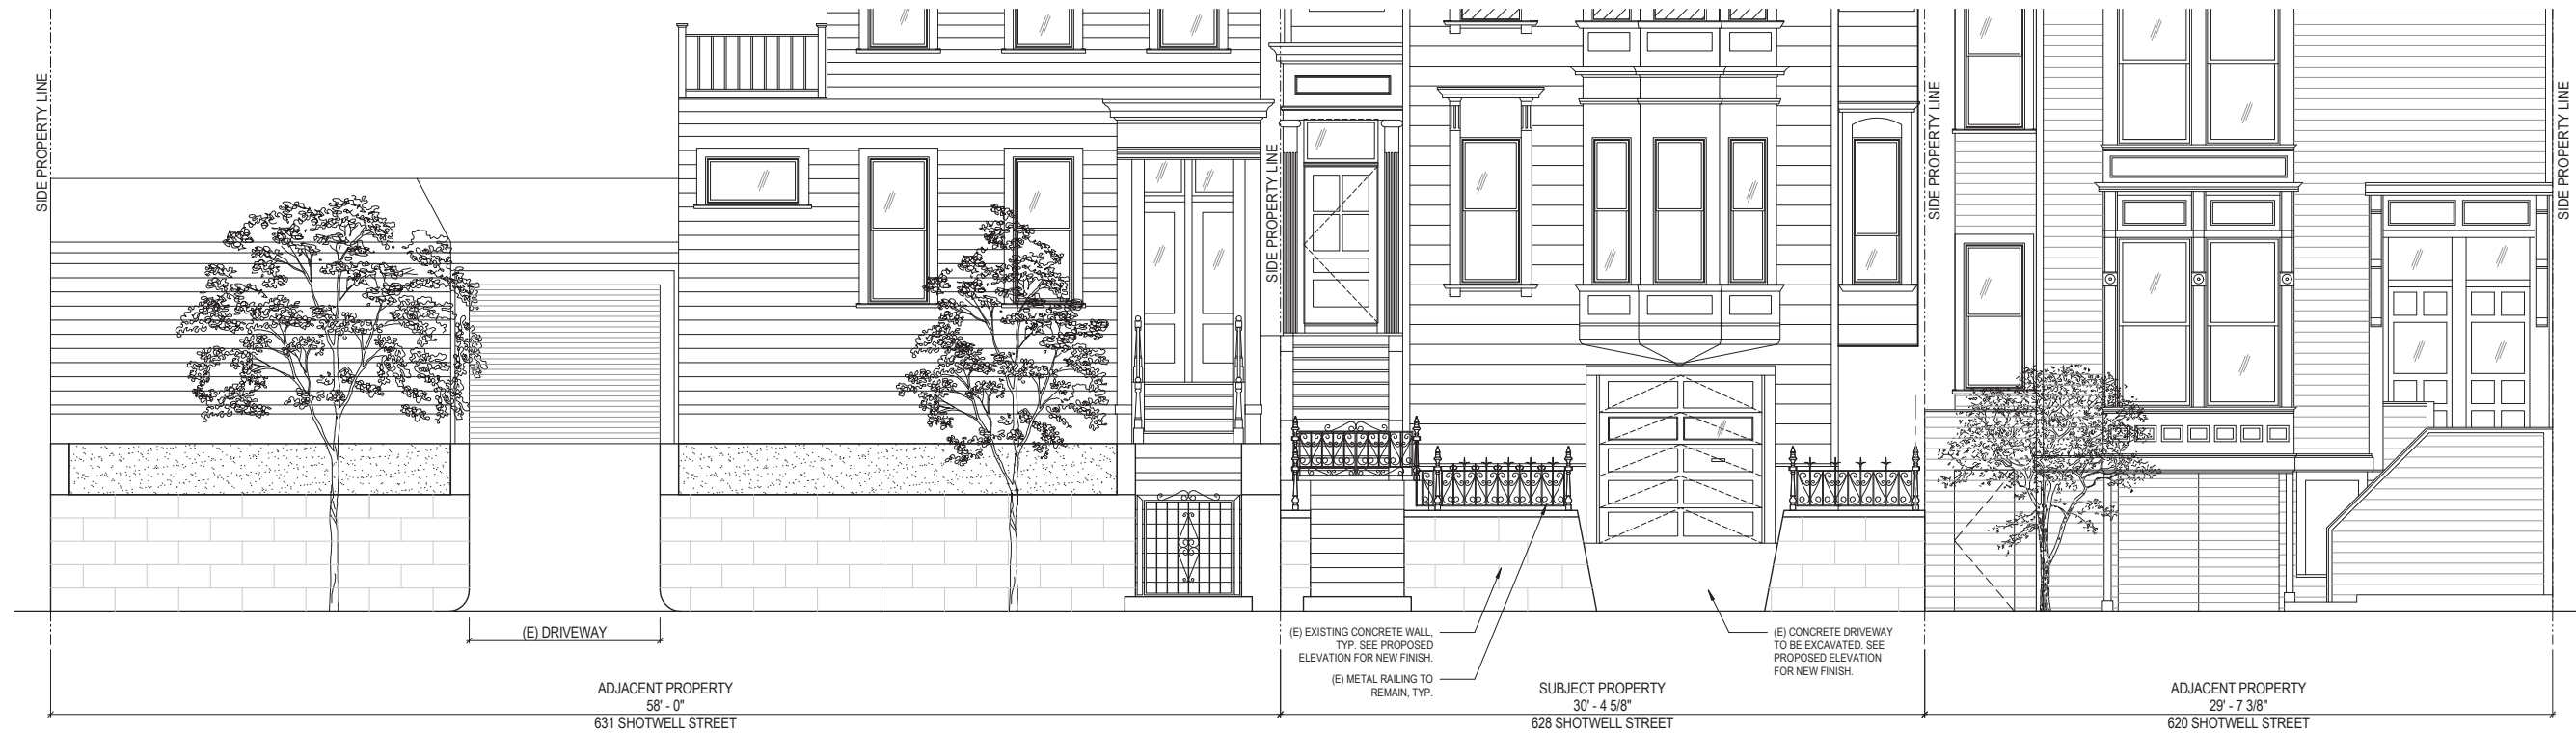 SIDE PROPERTY LINE
SIDE PROPERTY LINE
SIDE PROPERTY LINE
SIDE PROPERTY LINE
(E) DRIVEWAY
(E) EXISTING CONCRETE WALL,
TYP. SEE PROPOSED
ELEVATION FOR NEW FINISH.
(E) METAL RAILING TO
REMAIN, TYP.
(E) CONCRETE DRIVEWAY
TO BE EXCAVATED. SEE
PROPOSED ELEVATION
FOR NEW FINISH.
ADJACENT PROPERTY
58' - 0"
631 SHOTWELL STREET
SUBJECT PROPERTY
30' - 4 5/8"
628 SHOTWELL STREET
ADJACENT PROPERTY
29' - 7 3/8"
620 SHOTWELL STREET